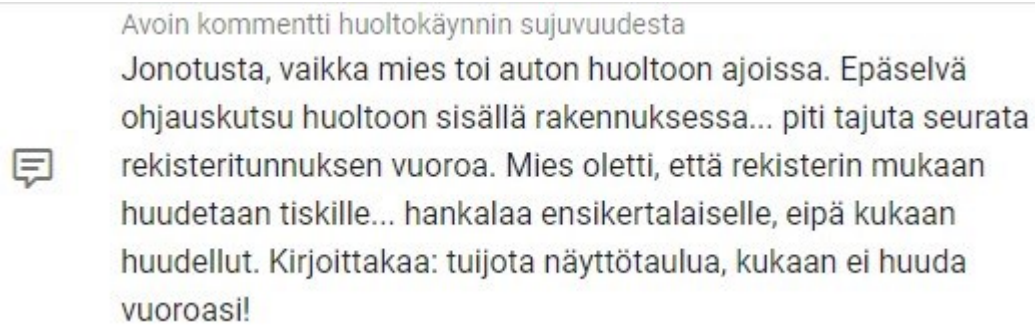 Avoin kommentti huoltokäynnin sujuvuudesta
Jonotusta, vaikka mies toi auton huoltoon ajoissa. Epäselvä
ohjauskutsu huoltoon sisällä rakennuksessa... piti tajuta seurata
rekisteritunnuksen vuoroa. Mies oletti, että rekisterin mukaan
huudetaan tiskille... hankalaa ensikertalaiselle, eipä kukaan
huudellut. Kirjoittakaa: tuijota näyttötaulua, kukaan ei huuda
vuoroasi!